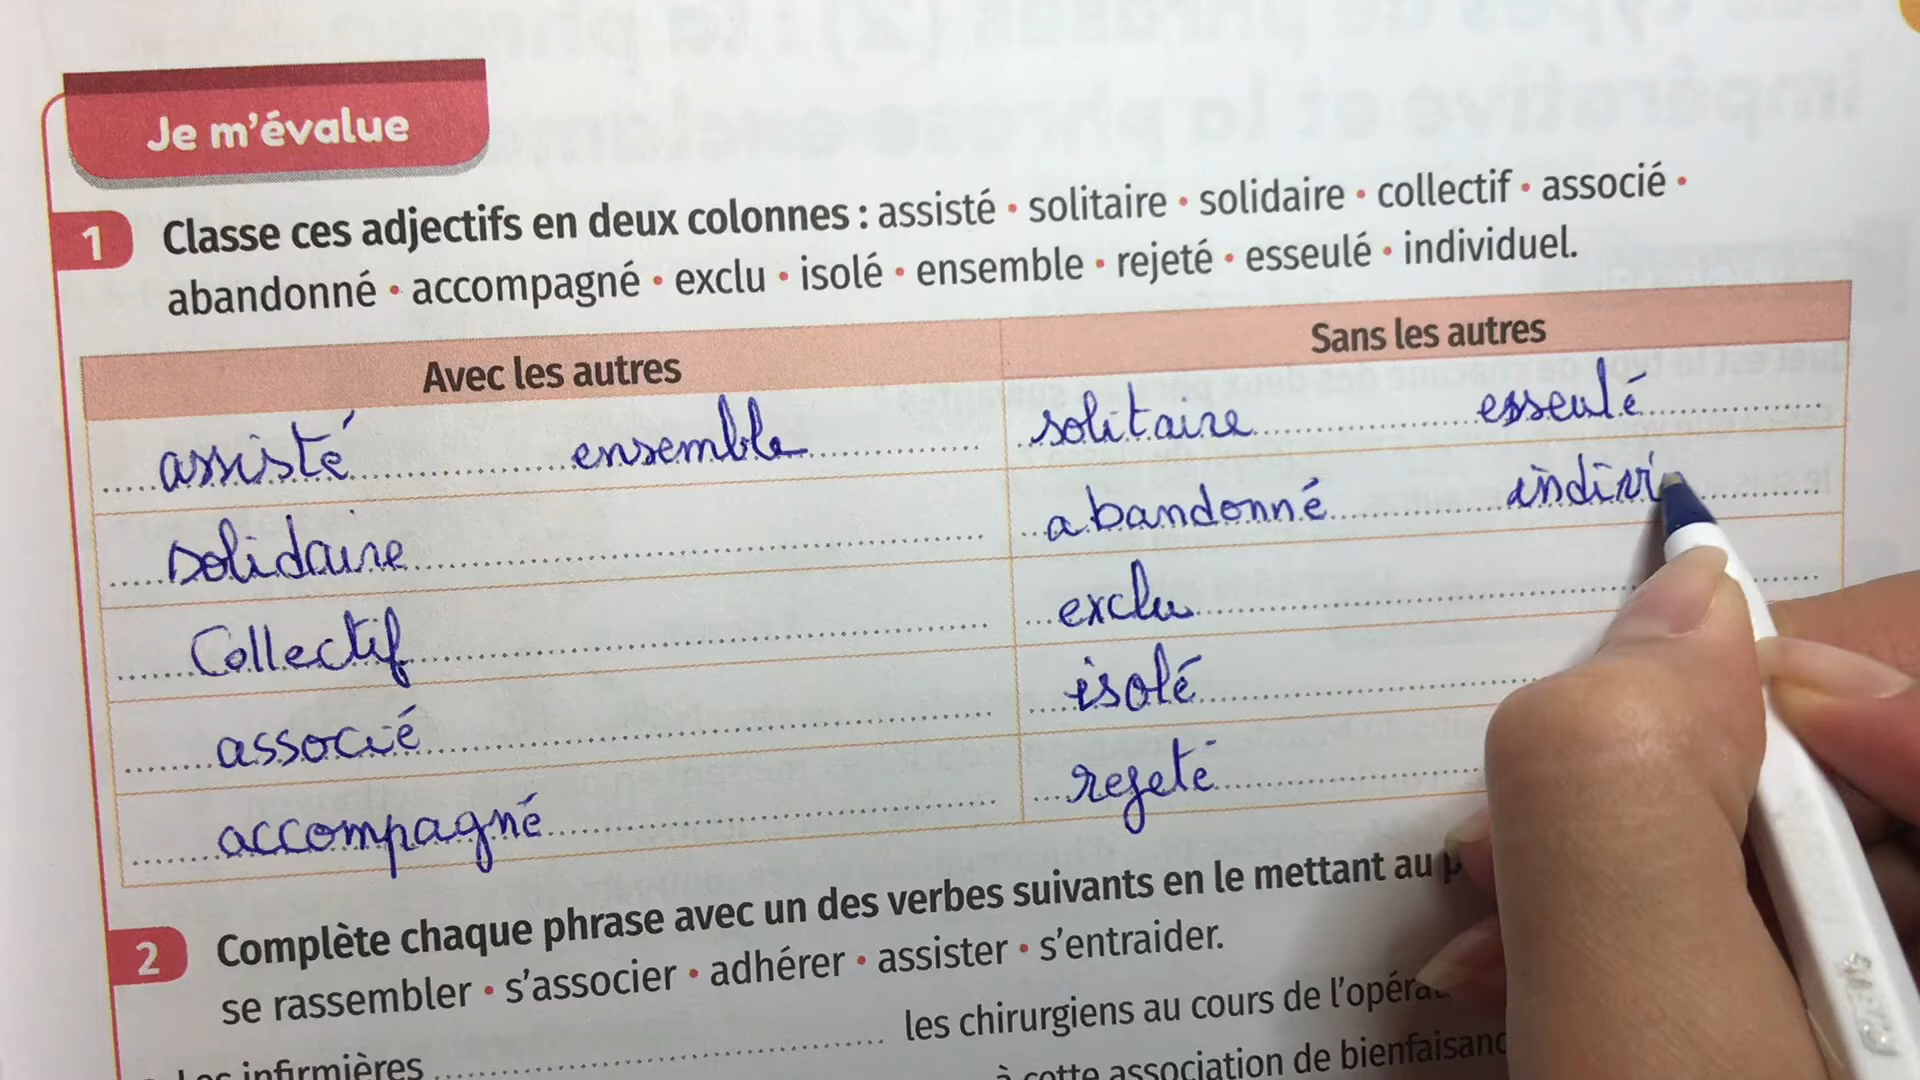 Je m'évalue
1 Classe ces adjectifs en deux colonnes : assisté • solitaire • solidaire • collectif • associé •
abandonné • accompagné • exclu • isolé • ensemble • rejeté • esseulé • individuel.
Avec les autres Sans les autres
assisté ensemble solitaire esseulé
solidaire abandonné indivi
Collectif exclu
associé isolé
accompagné rejeté
2 Complète chaque phrase avec un des verbes suivants en le mettant au
se rassembler • s'associer • adhérer • assister • s'entraider.
Les infirmières les chirurgiens au cours de l'opéra
à cette association de bienfaisanc